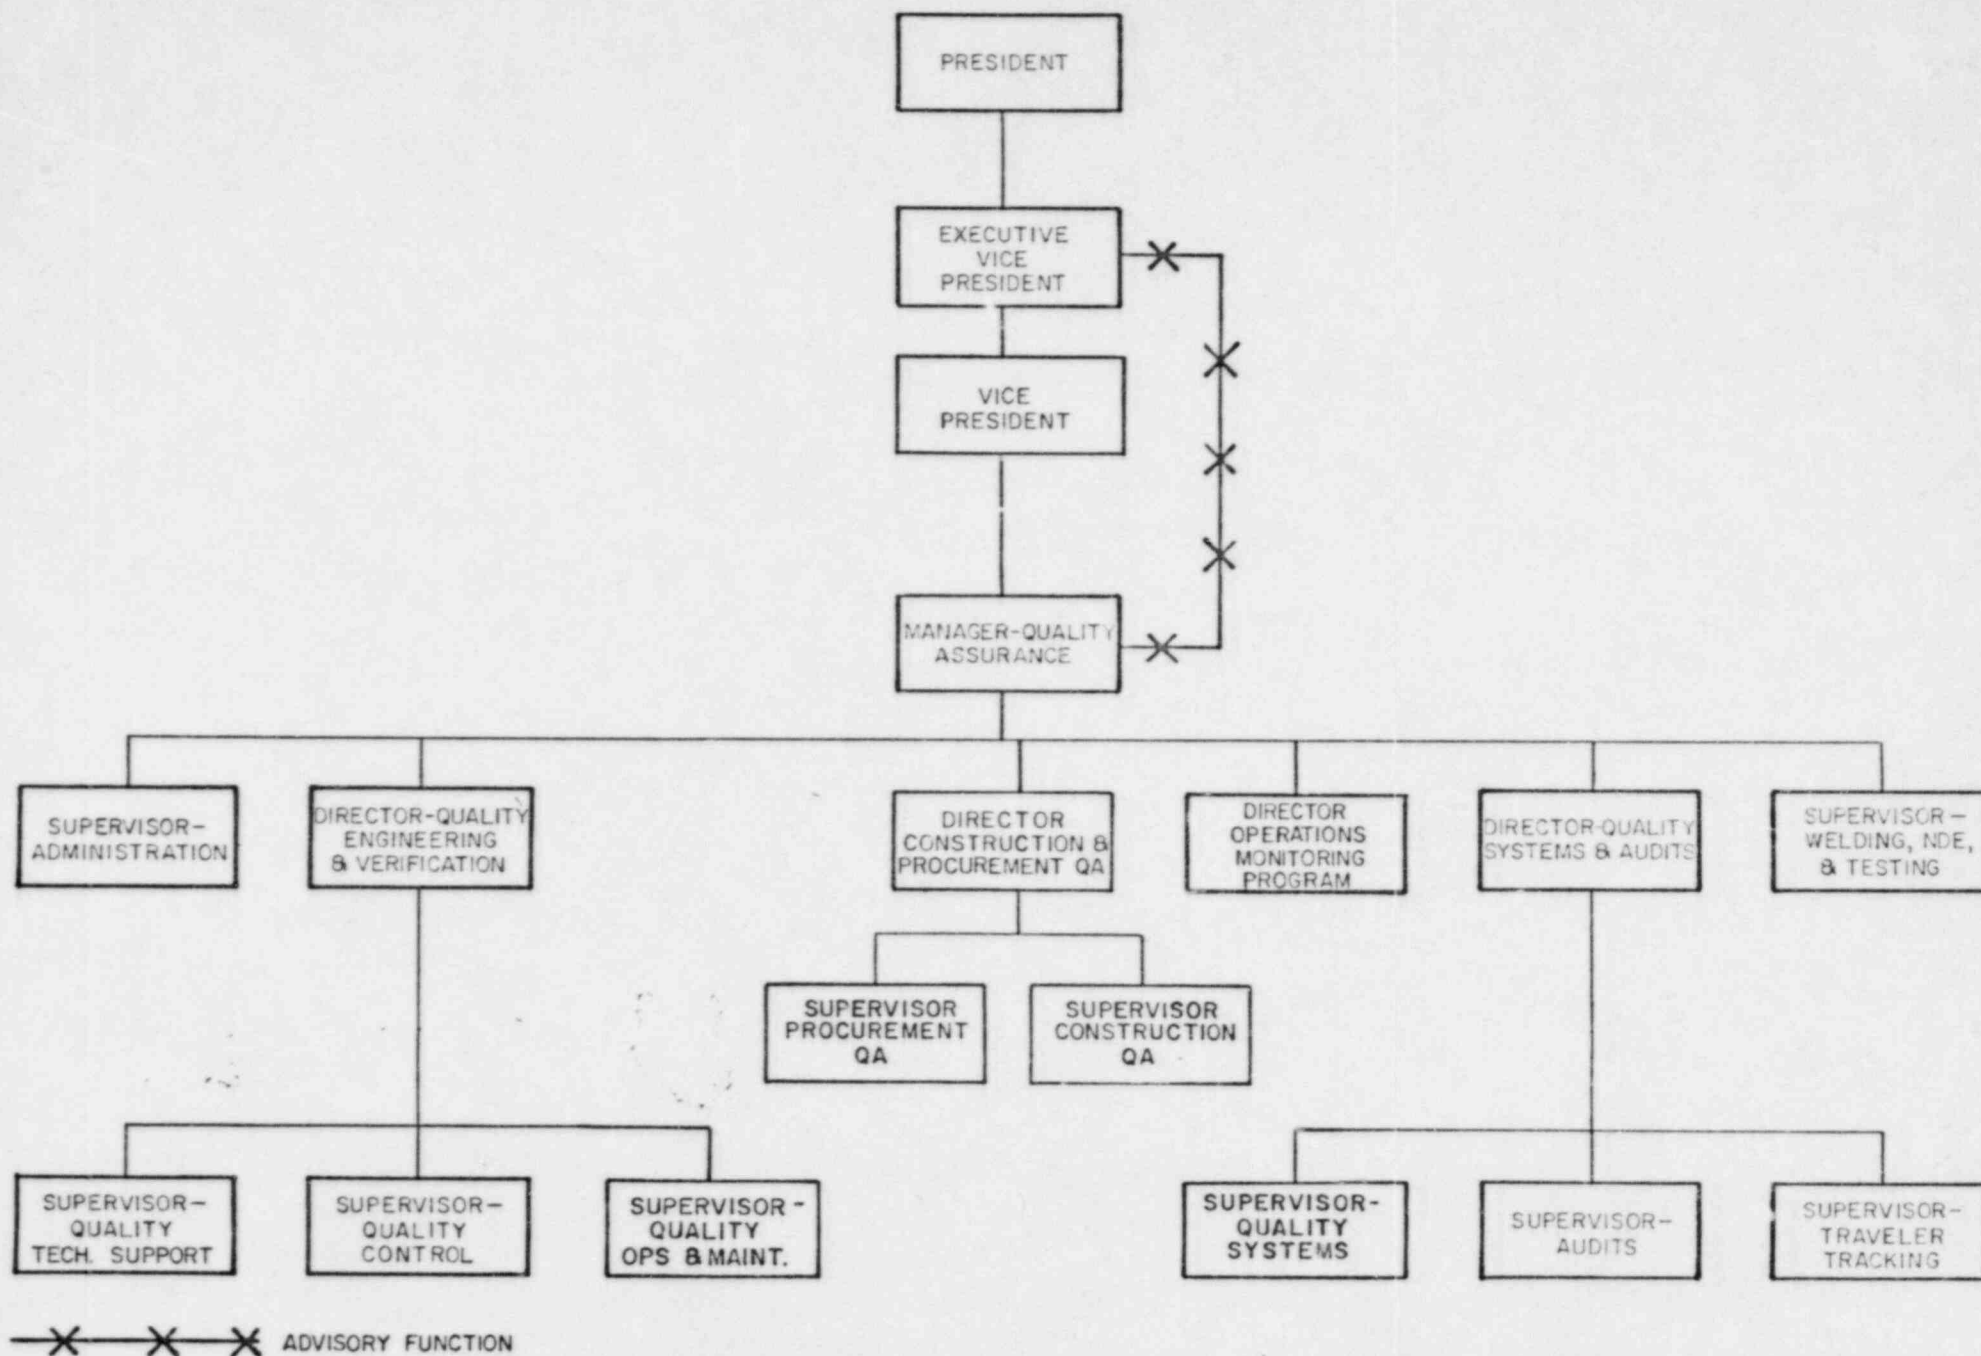 PRESIDENT
EXECUTIVE
VICE
PRESIDENT
VICE
PRESIDENT
MANAGER-QUALITY
ASSURANCE
SUPERVISOR-
ADMINISTRATION
DIRECTOR-QUALITY
ENGINEERING
& VERIFICATION
DIRECTOR
CONSTRUCTION &
PROCUREMENT QA
DIRECTOR
OPERATIONS
MONITORING
PROGRAM
DIRECTOR-QUALITY
SYSTEMS & AUDITS
SUPERVISOR-
WELDING, NDE,
& TESTING
SUPERVISOR
PROCUREMENT
QA
SUPERVISOR
CONSTRUCTION
QA
SUPERVISOR-
QUALITY
TECH. SUPPORT
SUPERVISOR-
QUALITY
CONTROL
SUPERVISOR-
QUALITY
OPS & MAINT.
SUPERVISOR-
QUALITY
SYSTEMS
SUPERVISOR-
AUDITS
SUPERVISOR-
TRAVELER
TRACKING
ADVISORY FUNCTION